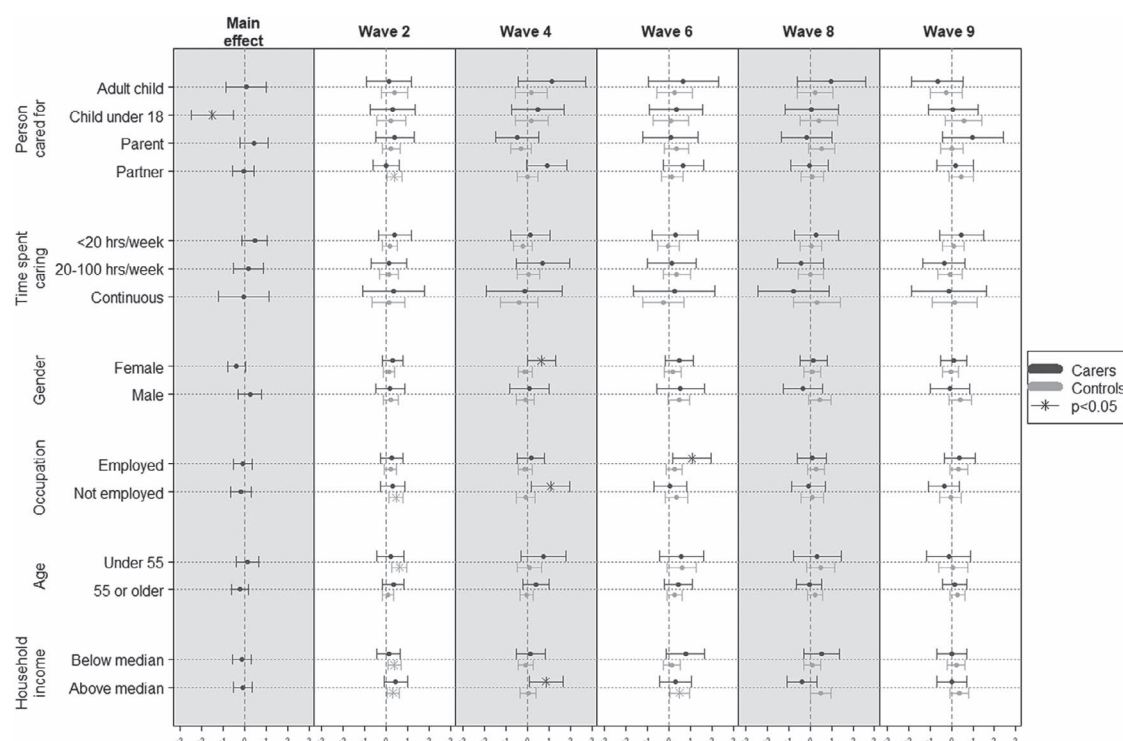 Main
effect
Wave 2
Wave 4
Wave 6
Wave 8
Wave 9
Person
cared for
Adult child
Child under 18
Parent
Partner
Time spent
caring
<20 hrs/week
20-100 hrs/week
Continuous
Gender
Female
Male
Occupation
Employed
Not employed
Age
Under 55
55 or older
Household
income
Below median
Above median
Carers
Controls
p<0.05